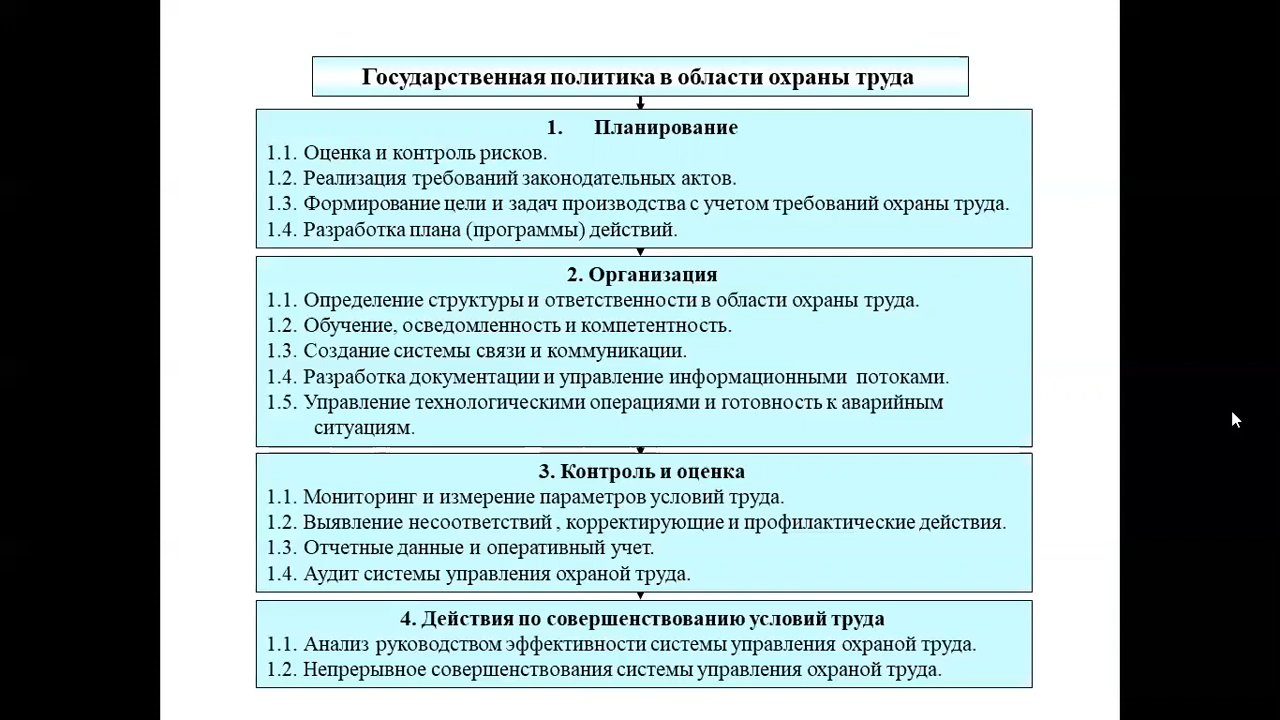 Государственная политика в области охраны труда
1. Планирование
1.1. Оценка и контроль рисков.
1.2. Реализация требований законодательных актов.
1.3. Формирование цели и задач производства с учетом требований охраны труда.
1.4. Разработка плана (программы) действий.
2. Организация
1.1. Определение структуры и ответственности в области охраны труда.
1.2. Обучение, осведомленность и компетентность.
1.3. Создание системы связи и коммуникации.
1.4. Разработка документации и управление информационными потоками.
1.5. Управление технологическими операциями и готовность к аварийным
ситуациям.
3. Контроль и оценка
1.1. Мониторинг и измерение параметров условий труда.
1.2. Выявление несоответствий , корректирующие и профилактические действия.
1.3. Отчетные данные и оперативный учет.
1.4. Аудит системы управления охраной труда.
4. Действия по совершенствованию условий труда
1.1. Анализ руководством эффективности системы управления охраной труда.
1.2. Непрерывное совершенствования системы управления охраной труда.